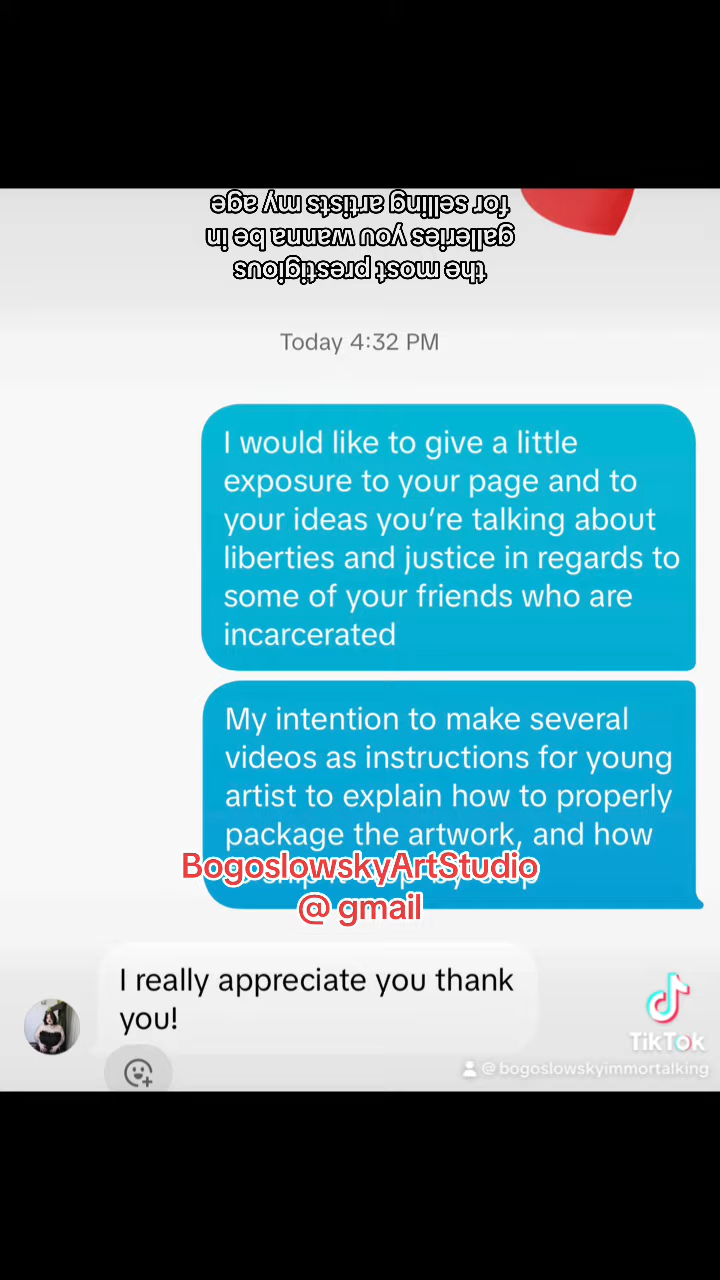 the most prestigious
galleries you wanna be in
for selling artists my age
Today 4:32 PM
I would like to give a little
exposure to your page and to
your ideas you're talking about
liberties and justice in regards to
some of your friends who are
incarcerated
My intention to make several
videos as instructions for young
artist to explain how to properly
package the artwork, and how
BogoslowskyArtStudio
@ gmail
I really appreciate you thank
you!
TikTok
@bogoslowskyimmortalking